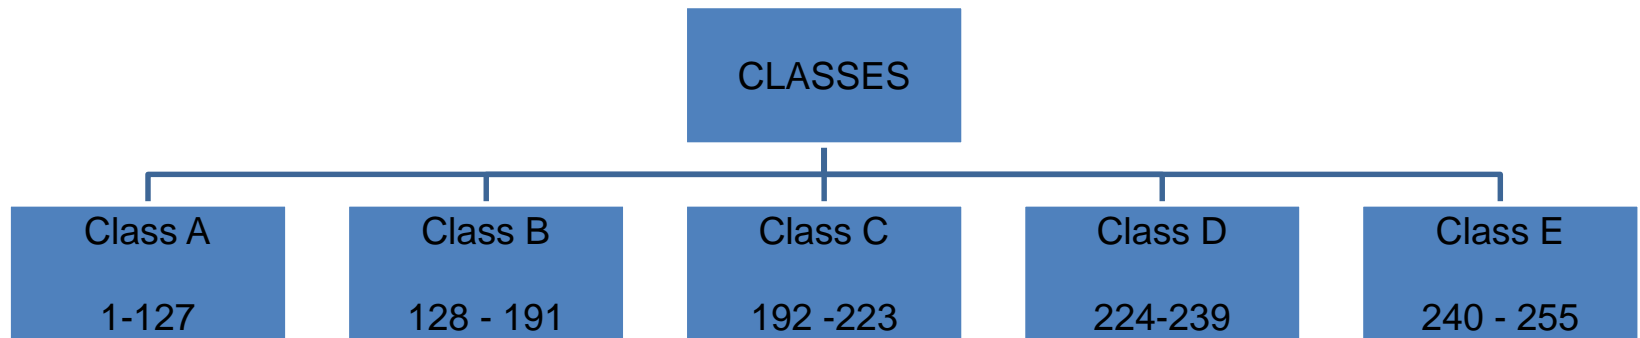 CLASSES
Class A
1-127
Class B
128 - 191
Class C
192 -223
Class D
224-239
Class E
240 - 255